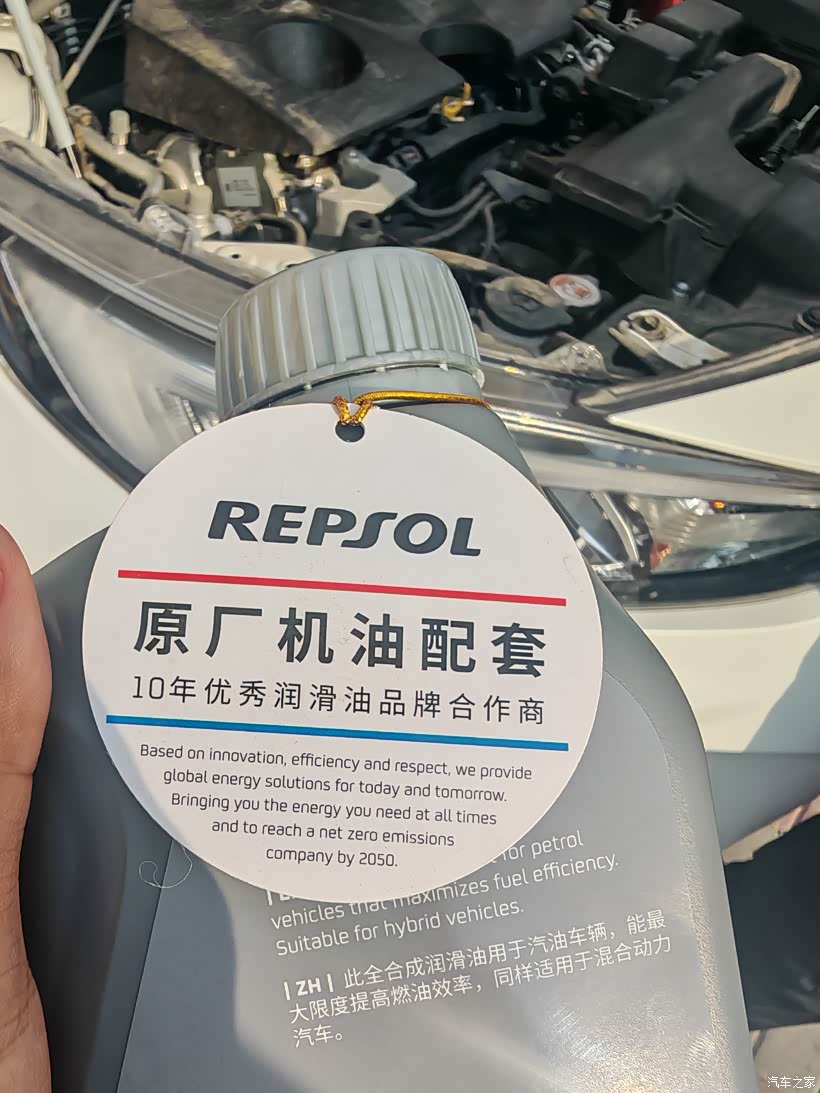 REPSOL
原厂机油配套
10年优秀润滑油品牌合作商
Based on innovation, efficiency and respect, we provide
global energy solutions for today and tomorrow.
Bringing you the energy you need at all times
and to reach a net zero emissions
company by 2050.
for petrol
vehicles that maximizes fuel efficiency.
Suitable for hybrid vehicles.
| ZH | 此全合成润滑油用于汽油车辆，能最
大限度提高燃油效率，同样适用于混合动力
汽车。
汽车之家